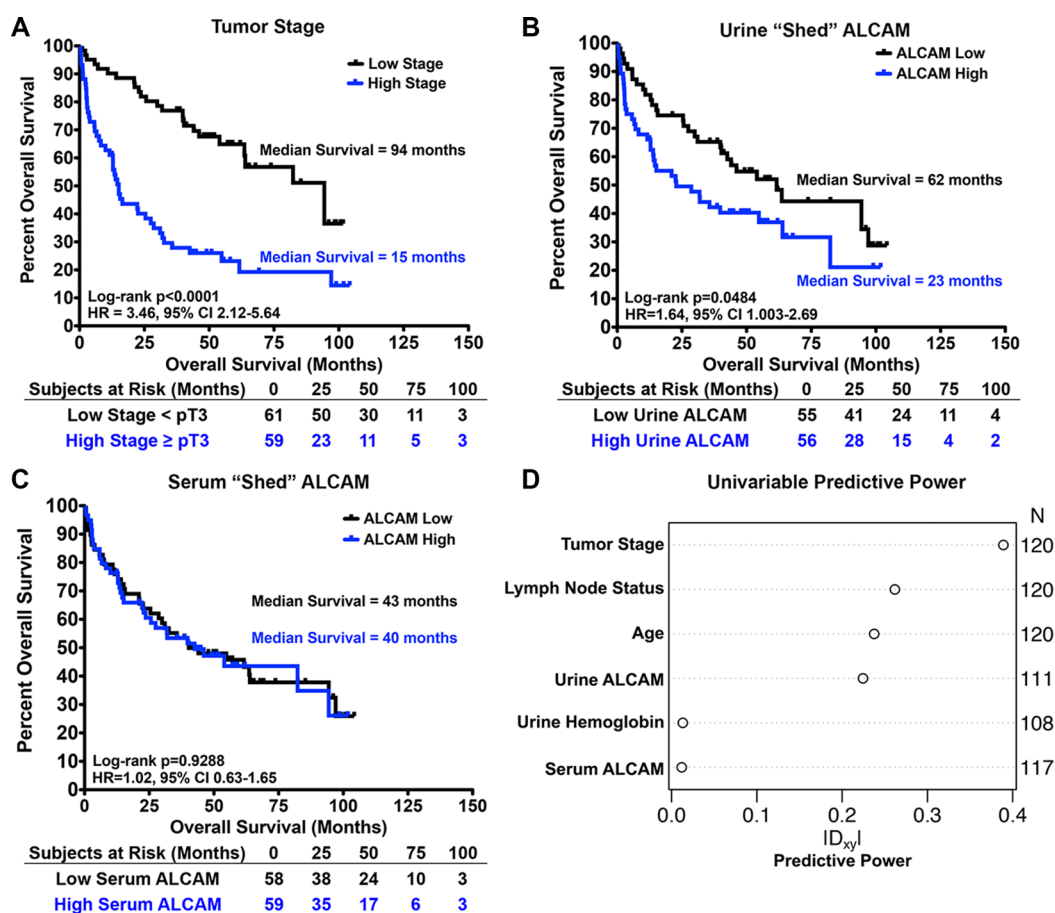 A
Tumor Stage
Percent Overall Survival
100
90
80
70
60
50
40
30
20
10
0
Low Stage
High Stage
Median Survival = 94 months
Median Survival = 15 months
Log-rank p<0.0001
HR = 3.46, 95% CI 2.12-5.64
0 25 50 75 100 125 150
Overall Survival (Months)
Subjects at Risk (Months) 0 25 50 75 100
Low Stage < pT3 61 50 30 11 3
High Stage ≥ pT3 59 23 11 5 3
B
Urine “Shed” ALCAM
Percent Overall Survival
100
90
80
70
60
50
40
30
20
10
0
ALCAM Low
ALCAM High
Median Survival = 62 months
Median Survival = 23 months
Log-rank p=0.0484
HR=1.64, 95% CI 1.003-2.69
0 25 50 75 100 125 150
Overall Survival (Months)
Subjects at Risk (Months) 0 25 50 75 100
Low Urine ALCAM 55 41 24 11 4
High Urine ALCAM 56 28 15 4 2
C
Serum “Shed” ALCAM
Percent Overall Survival
100
90
80
70
60
50
40
30
20
10
0
ALCAM Low
ALCAM High
Median Survival = 43 months
Median Survival = 40 months
Log-rank p=0.9288
HR=1.02, 95% CI 0.63-1.65
0 25 50 75 100 125 150
Overall Survival (Months)
Subjects at Risk (Months) 0 25 50 75 100
Low Serum ALCAM 58 38 24 10 3
High Serum ALCAM 59 35 17 6 3
D
Univariable Predictive Power
N
Tumor Stage 120
Lymph Node Status 120
Age 120
Urine ALCAM 111
Urine Hemoglobin 108
Serum ALCAM 117
0.0 0.1 0.2 0.3 0.4
|Dxy|
Predictive Power